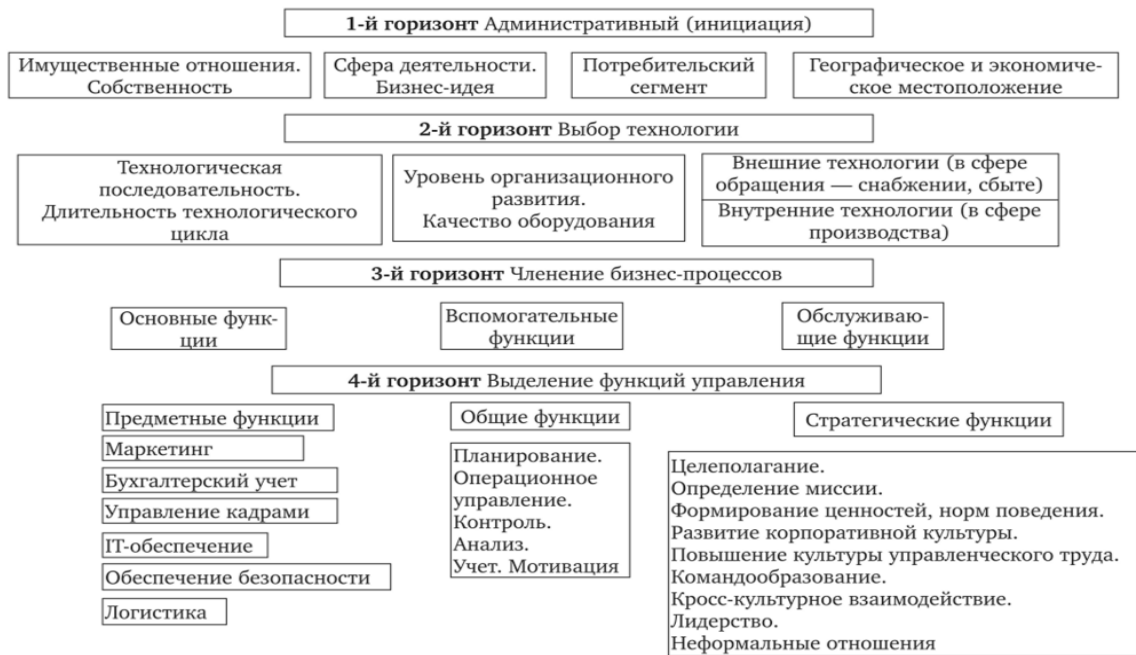 1-й горизонт Административный (инициация)
Имущественные отношения.
Собственность
Сфера деятельности.
Бизнес-идея
Потребительский
сегмент
Географическое и экономиче-
ское местоположение
2-й горизонт Выбор технологии
Технологическая
последовательность.
Длительность технологического
цикла
Уровень организационного
развития.
Качество оборудования
Внешние технологии (в сфере
обращения — снабжении, сбыте)
Внутренние технологии (в сфере
производства)
3-й горизонт Членение бизнес-процессов
Основные функ-
ции
Вспомогательные
функции
Обслуживаю-
щие функции
4-й горизонт Выделение функций управления
Предметные функции
Маркетинг
Бухгалтерский учет
Управление кадрами
IT-обеспечение
Обеспечение безопасности
Логистика
Общие функции
Планирование.
Операционное
управление.
Контроль.
Анализ.
Учет. Мотивация
Стратегические функции
Целеполагание.
Определение миссии.
Формирование ценностей, норм поведения.
Развитие корпоративной культуры.
Повышение культуры управленческого труда.
Командообразование.
Кросс-культурное взаимодействие.
Лидерство.
Неформальные отношения